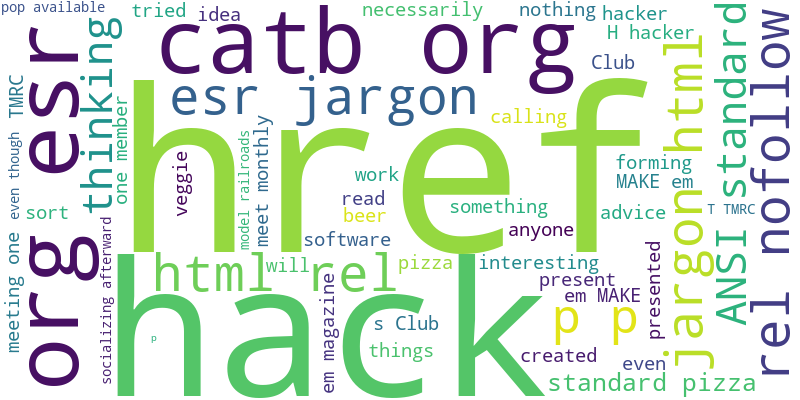 pop available
tried
idea
necessarily
nothing
hacker
H hacker
catb org
Club
esr jargon
calling
TMRC
thinking
org esr
one member
href
jargon html
standard
rel nofollow
even though
veggie
model railroads
meet monthly
work
forming
MAKE em
read
beer
something
advice
T TMRC
sort
software
anyone
meeting one
socializing afterward
html rel
will
pizza
interesting
present
em MAKE
presented
ANSI
hack
em magazine
s Club
p p
p
things
created
even
standard pizza